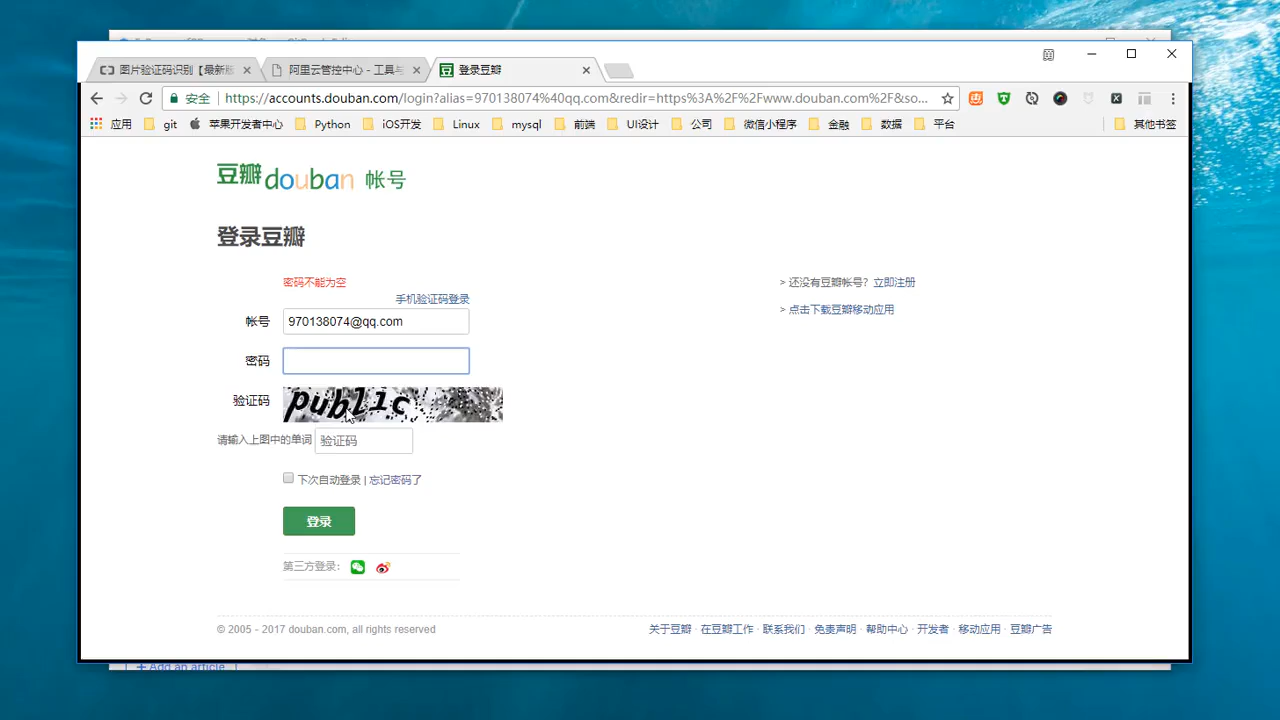 图片验证码识别【最新版
阿里云管控中心 - 工具与
登录豆瓣
安全
https://accounts.douban.com/login?alias=970138074%40qq.com&redir=https%3A%2F%2Fwww.douban.com%2F&so...
应用 git 苹果开发者中心 Python iOS开发 Linux mysql 前端 UI设计 公司 微信小程序 金融 数据 平台 其他书签
豆瓣douban 帐号
登录豆瓣
密码不能为空
手机验证码登录
帐号 970138074@qq.com
密码
验证码 public
请输入上图中的单词 验证码
下次自动登录 | 忘记密码了
登录
第三方登录:
> 还没有豆瓣帐号? 立即注册
> 点击下载豆瓣移动应用
© 2005 - 2017 douban.com, all rights reserved
关于豆瓣 · 在豆瓣工作 · 联系我们 · 免责声明 · 帮助中心 · 开发者 · 移动应用 · 豆瓣广告
+ Add an article